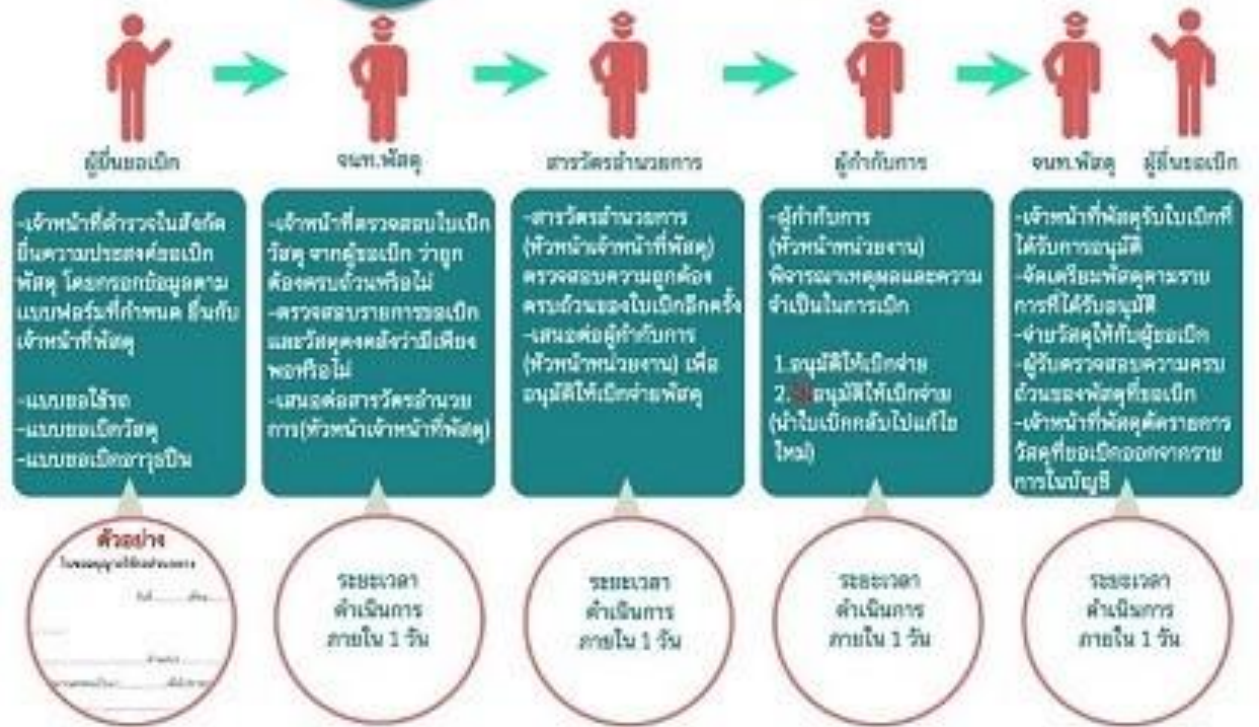 ผู้ยื่นขอเบิก
จนท.พัสดุ
สารวัตรอำนวยการ
ผู้กำกับการ
จนท.พัสดุ
ผู้ยื่นขอเบิก
-เจ้าหน้าที่ตำรวจในสังกัด
ยื่นความประสงค์ขอเบิก
พัสดุ โดยกรอกข้อมูลตาม
แบบฟอร์มที่กำหนด ยื่นกับ
เจ้าหน้าที่พัสดุ
-แบบขอใช้รถ
-แบบขอเบิกวัสดุ
-แบบขอเบิกอาวุธปืน
-เจ้าหน้าที่ตรวจสอบใบเบิก
วัสดุ จากผู้ขอเบิก ว่าถูก
ต้องครบถ้วนหรือไม่
-ตรวจสอบรายการขอเบิก
และวัสดุคงคลังว่ามีเพียง
พอหรือไม่
-เสนอต่อสารวัตรอำนวย
การ(หัวหน้าเจ้าหน้าที่พัสดุ)
-สารวัตรอำนวยการ
(หัวหน้าเจ้าหน้าที่พัสดุ)
ตรวจสอบความถูกต้อง
ครบถ้วนของใบเบิกอีกครั้ง
-เสนอต่อผู้กำกับการ
(หัวหน้าหน่วยงาน) เพื่อ
อนุมัติให้เบิกจ่ายพัสดุ
-ผู้กำกับการ
(หัวหน้าหน่วยงาน)
พิจารณาเหตุผลและความ
จำเป็นในการเบิก
1.อนุมัติให้เบิกจ่าย
2.ไม่อนุมัติให้เบิกจ่าย
(นำใบเบิกกลับไปแก้ไข
ใหม่)
-เจ้าหน้าที่พัสดุรับใบเบิกที่
ได้รับการอนุมัติ
-จัดเตรียมพัสดุตามราย
การที่ได้รับอนุมัติ
-จ่ายวัสดุให้กับผู้ขอเบิก
-ผู้รับตรวจสอบความครบ
ถ้วนของพัสดุที่ขอเบิก
-เจ้าหน้าที่พัสดุตัดรายการ
วัสดุที่ขอเบิกออกจากราย
การในบัญชี
ตัวอย่าง
ระยะเวลา
ดำเนินการ
ภายใน 1 วัน
ระยะเวลา
ดำเนินการ
ภายใน 1 วัน
ระยะเวลา
ดำเนินการ
ภายใน 1 วัน
ระยะเวลา
ดำเนินการ
ภายใน 1 วัน